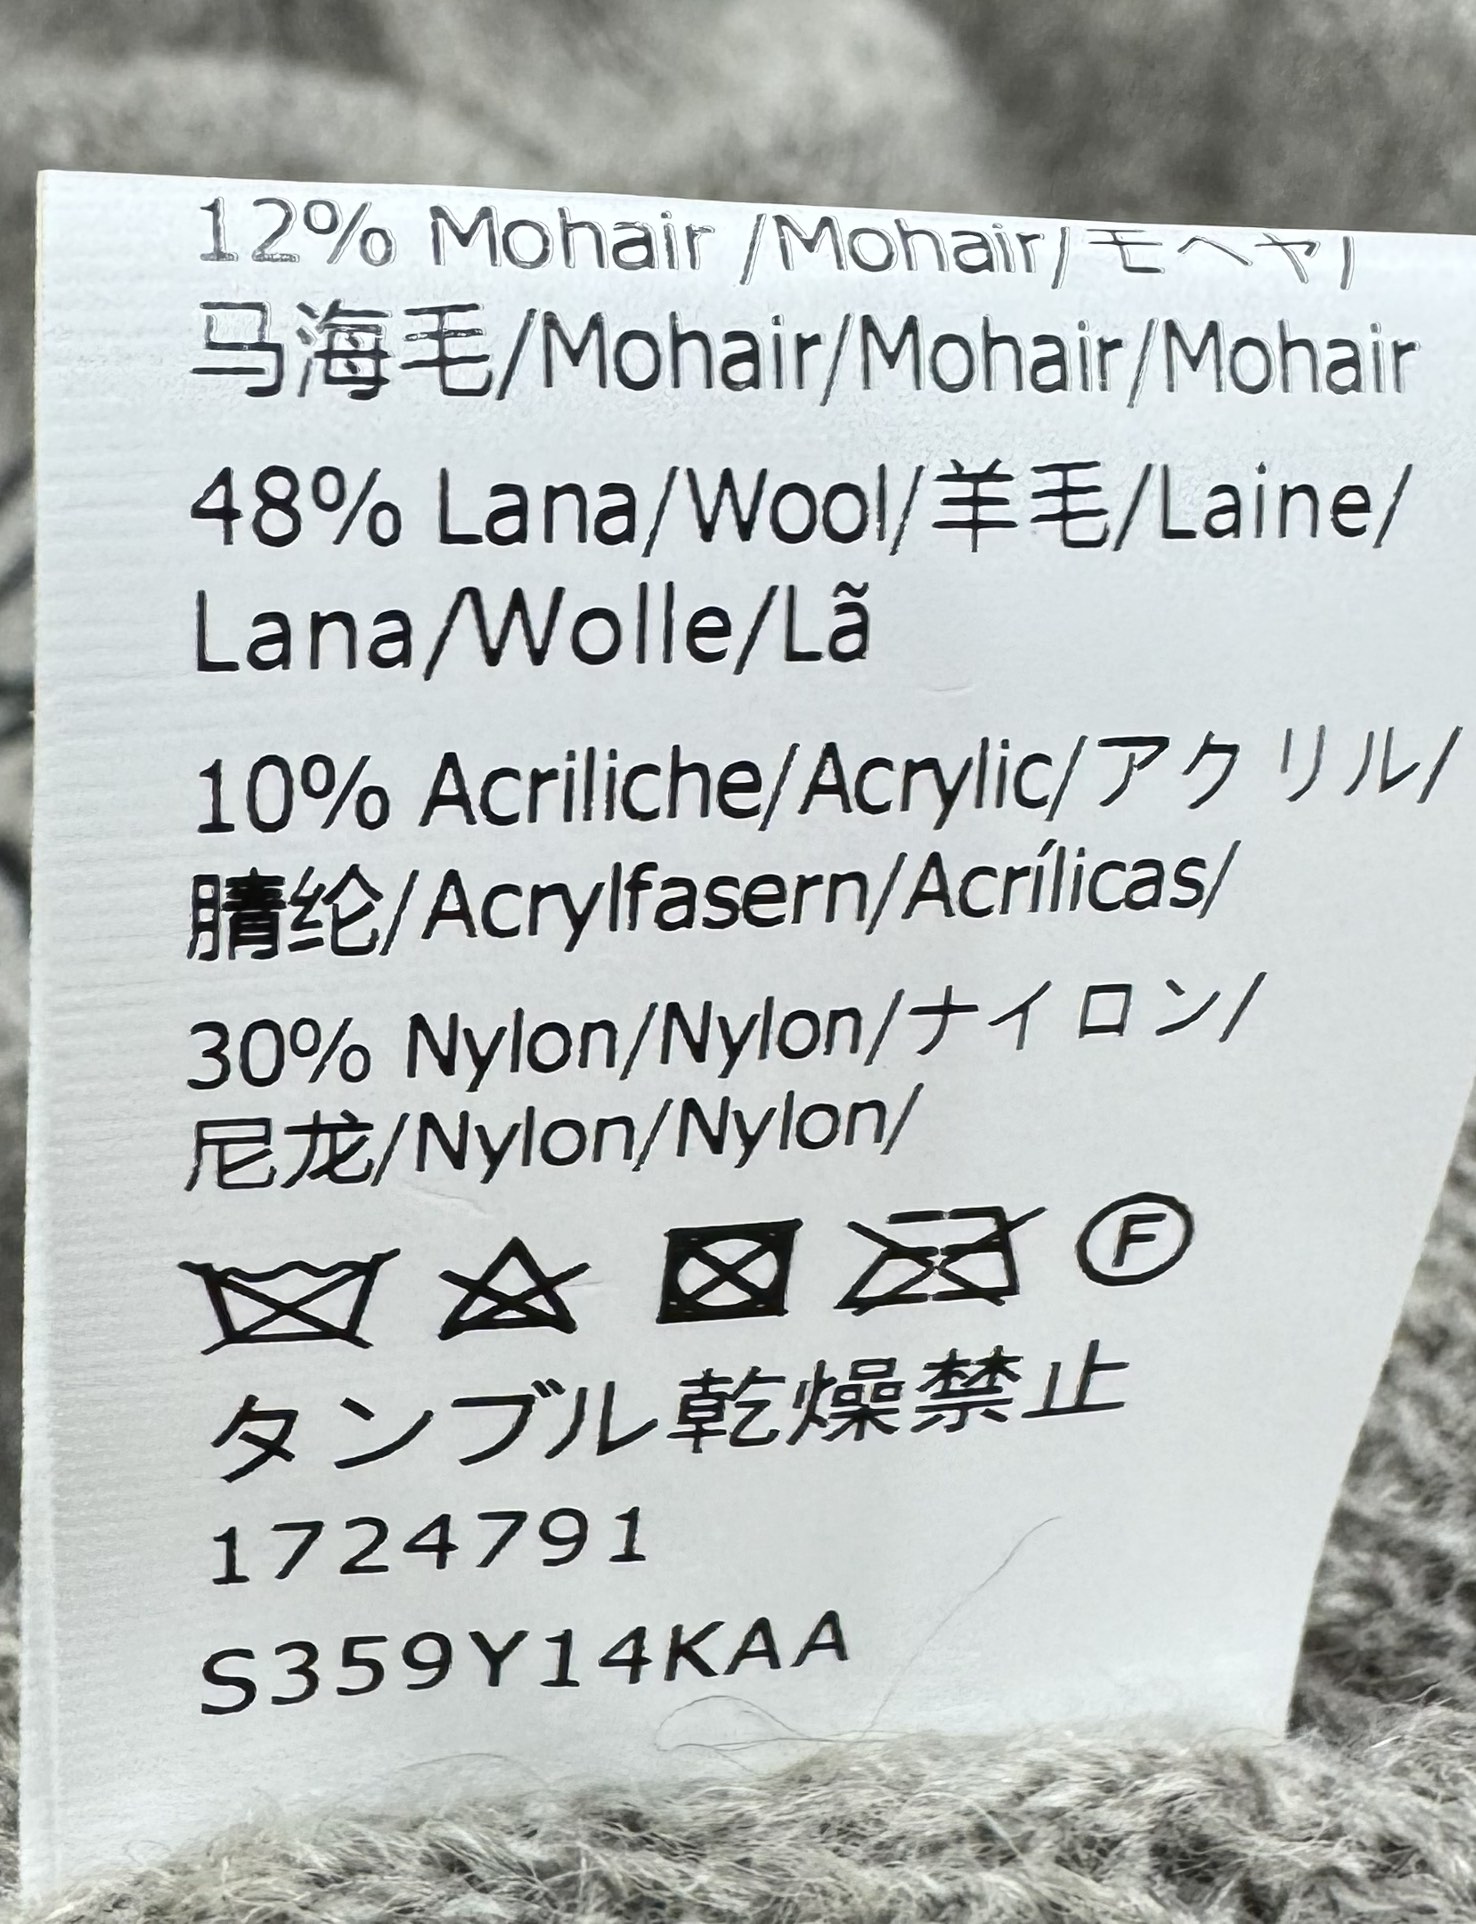 12% Mohair /Mohair/モヘヤ/
马海毛/Mohair/Mohair/Mohair
48% Lana/Wool/羊毛/Laine/
Lana/Wolle/Lã
10% Acriliche/Acrylic/アクリル/
腈纶/Acrylfasern/Acrílicas/
30% Nylon/Nylon/ナイロン/
尼龙/Nylon/Nylon/
F
タンブル乾燥禁止
1724791
S359Y14KAA